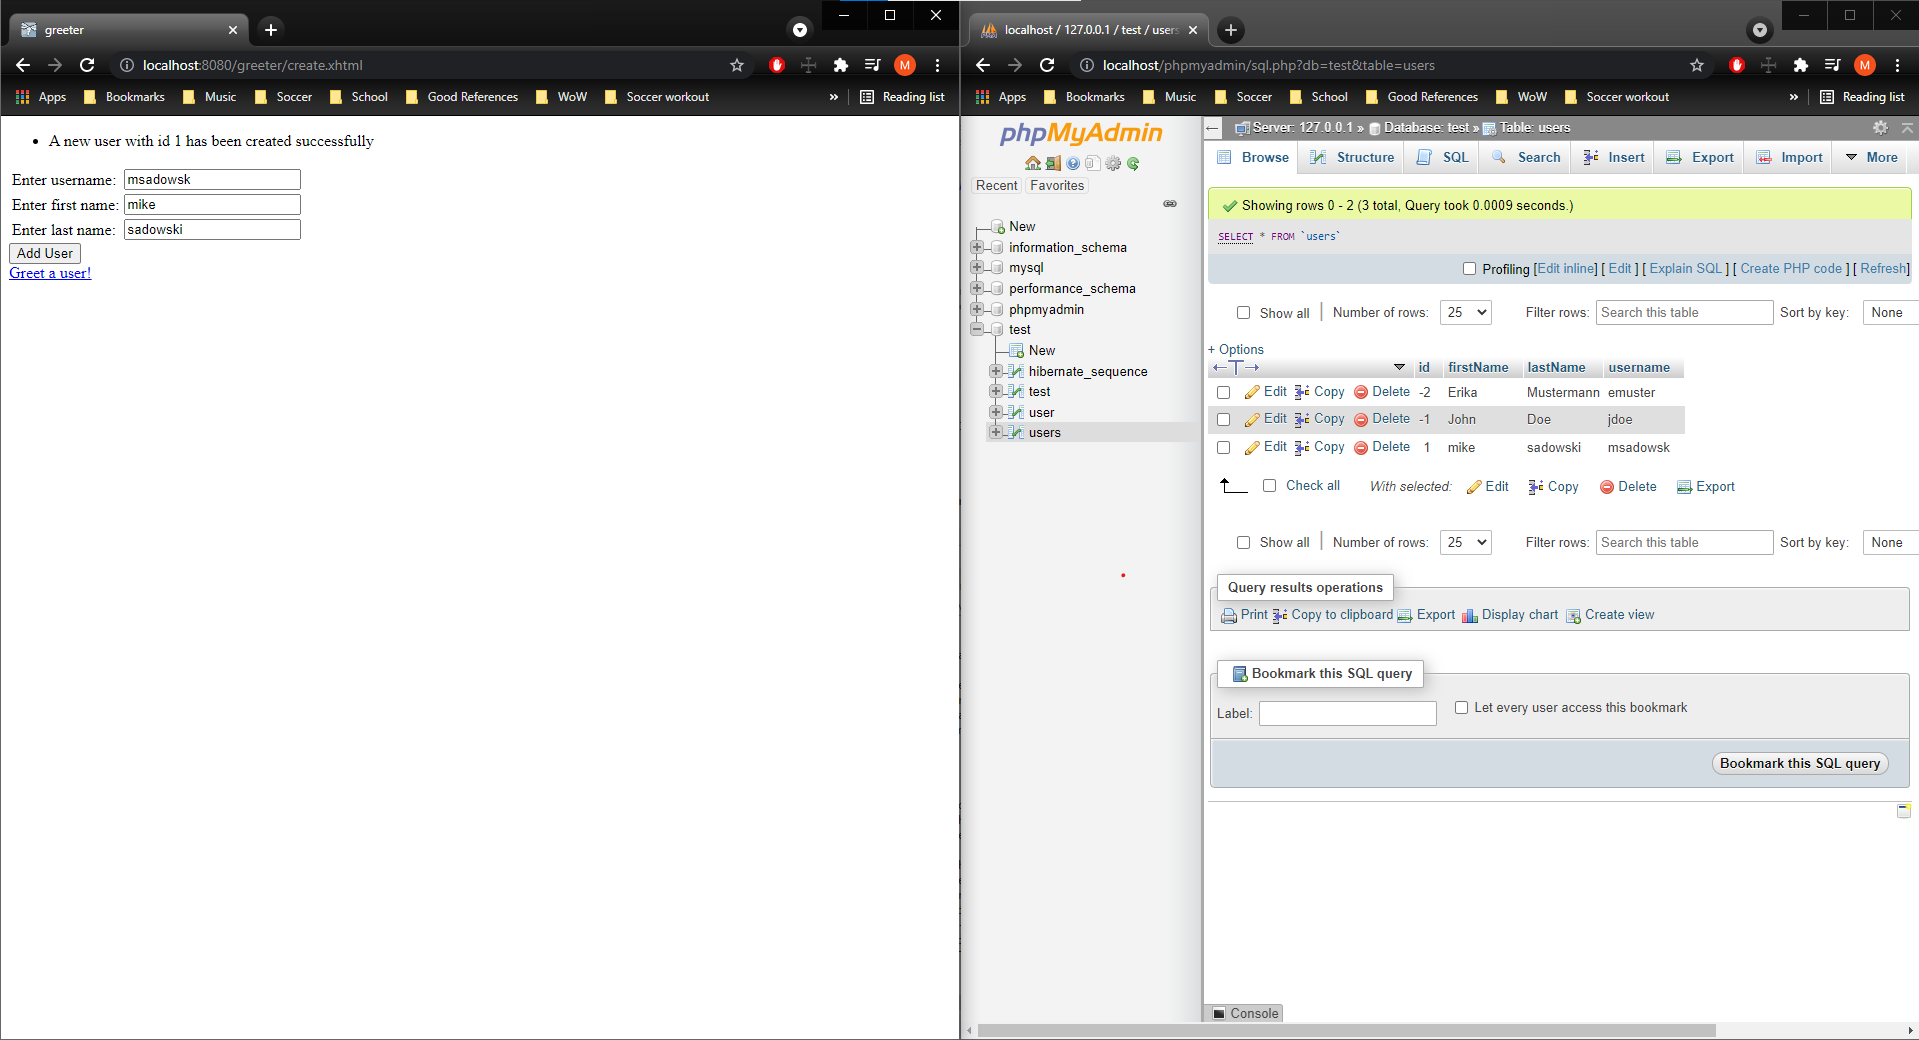 greeter
localhost:8080/greeter/create.xhtml
M
Apps Bookmarks Music Soccer School Good References WoW Soccer workout » Reading list
A new user with id 1 has been created successfully
Enter username: msadowsk
Enter first name: mike
Enter last name: sadowski
Add User
Greet a user!
localhost / 127.0.0.1 / test / users
localhost/phpmyadmin/sql.php?db=test&table=users
M
Apps Bookmarks Music Soccer School Good References WoW Soccer workout » Reading list
phpMyAdmin
Recent Favorites
New
information_schema
mysql
performance_schema
phpmyadmin
test
New
hibernate_sequence
test
user
users
Server: 127.0.0.1 » Database: test » Table: users
Browse Structure SQL Search Insert Export Import More
Showing rows 0 - 2 (3 total, Query took 0.0009 seconds.)
SELECT * FROM `users`
Profiling [Edit inline] [ Edit ] [ Explain SQL ] [ Create PHP code ] [ Refresh]
Show all Number of rows: 25 Filter rows: Search this table Sort by key: None
+ Options
id firstName lastName username
Edit Copy Delete -2 Erika Mustermann emuster
Edit Copy Delete -1 John Doe jdoe
Edit Copy Delete 1 mike sadowski msadowsk
Check all With selected: Edit Copy Delete Export
Show all Number of rows: 25 Filter rows: Search this table Sort by key: None
Query results operations
Print Copy to clipboard Export Display chart Create view
Bookmark this SQL query
Label: Let every user access this bookmark
Bookmark this SQL query
Console